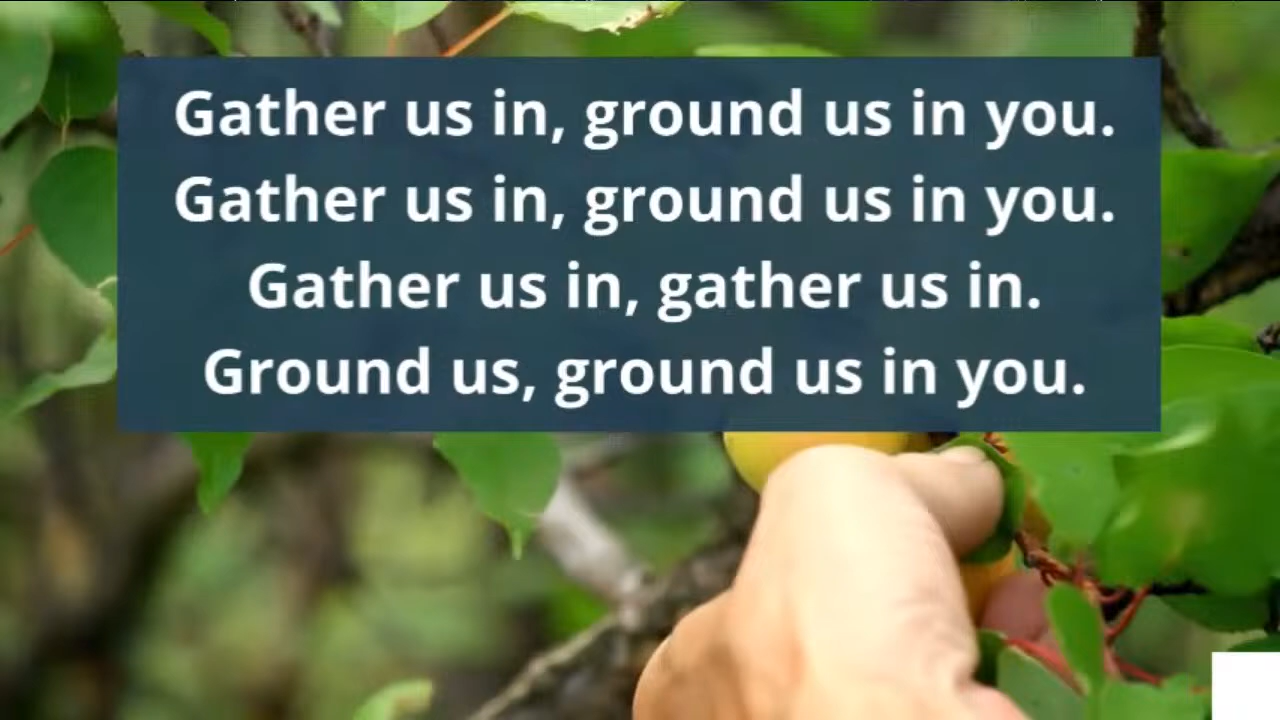 Gather us in, ground us in you.
Gather us in, ground us in you.
Gather us in, gather us in.
Ground us, ground us in you.